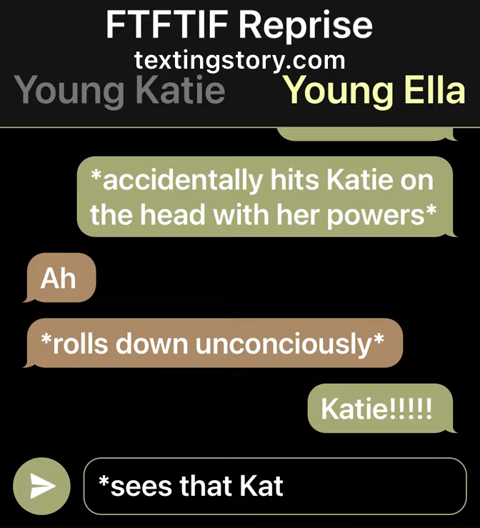 FTFTIF Reprise
textingstory.com
Young Katie Young Ella
*accidentally hits Katie on
the head with her powers*
Ah
*rolls down unconciously*
Katie!!!!!
*sees that Kat